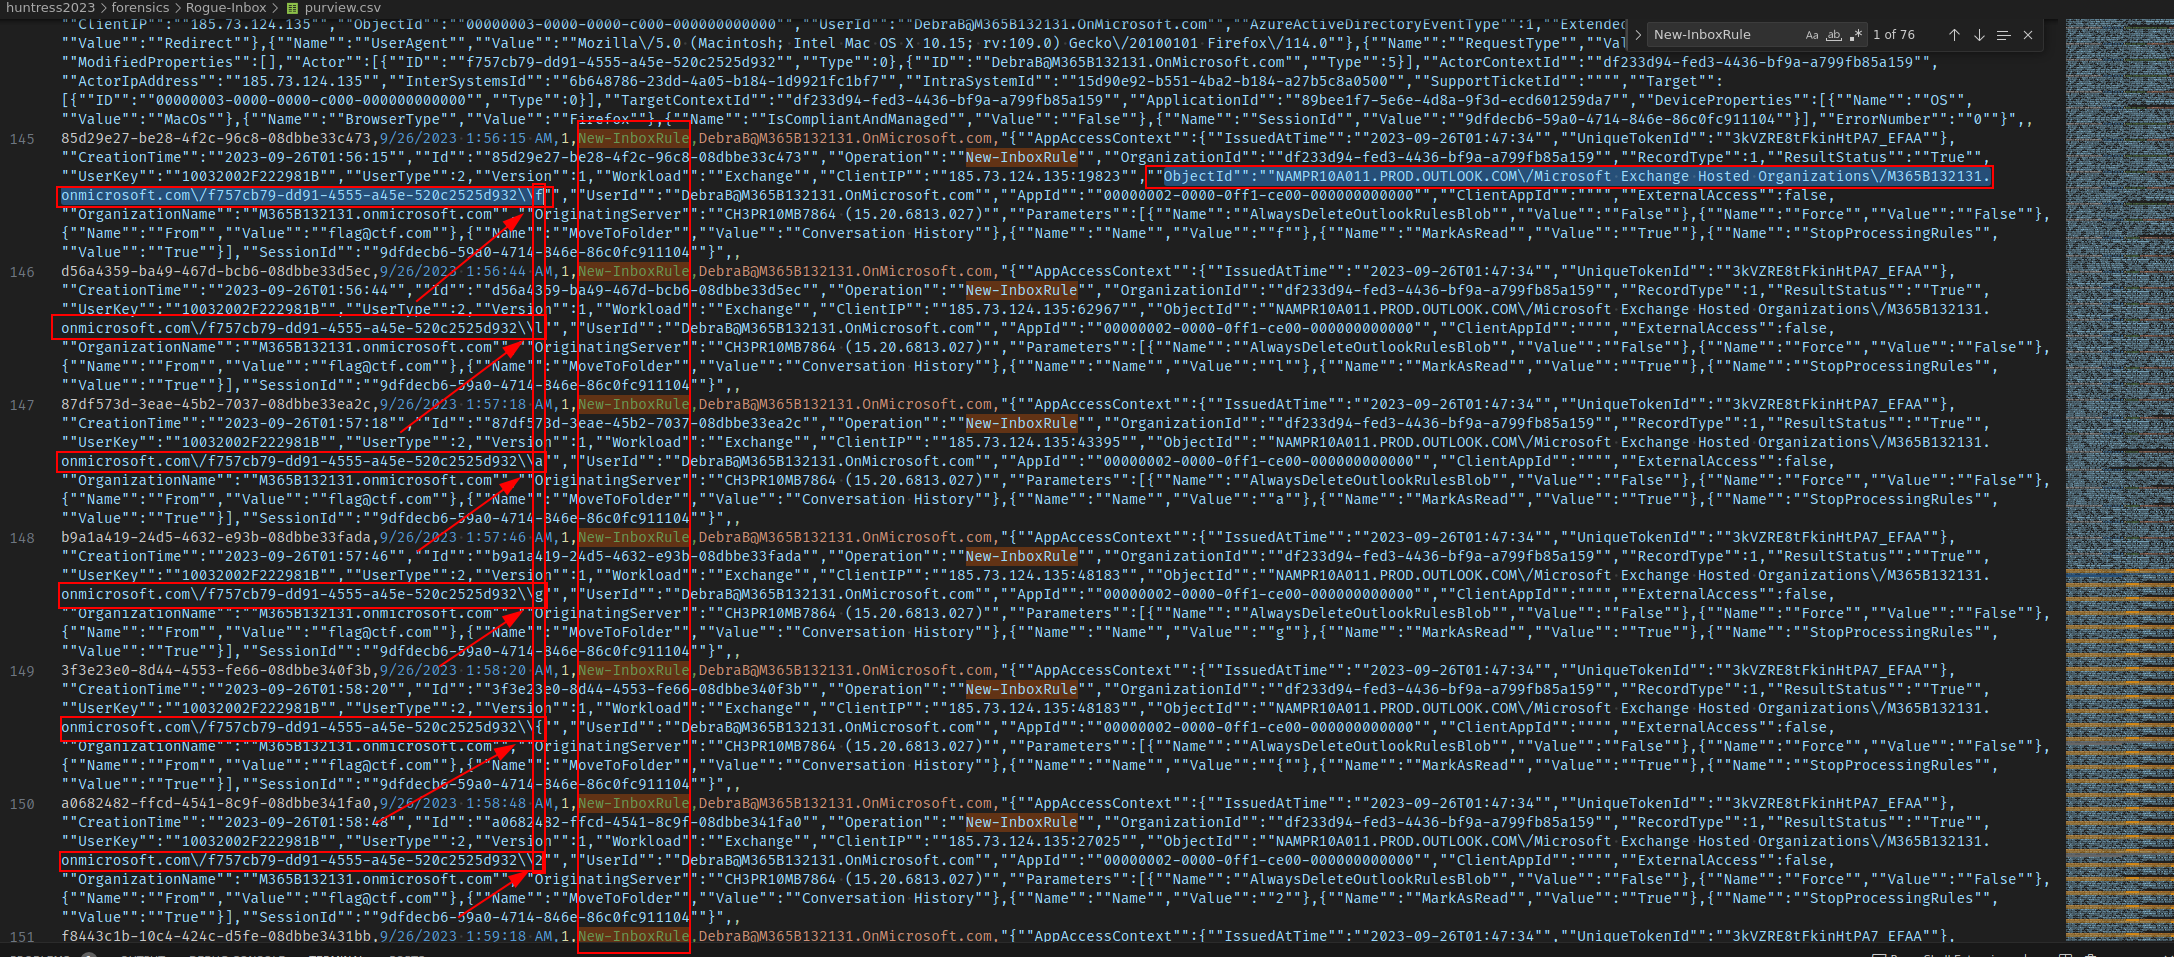 huntress2023 > forensics > Rogue-Inbox > purview.csv
New-InboxRule Aa ab 1 of 76
""ClientIP"":""185.73.124.135"",""ObjectId"":""00000003-0000-0000-c000-000000000000"",""UserId"":""DebraB@M365B132131.OnMicrosoft.com"",""AzureActiveDirectoryEventType"":1,""Extended
""Value"":""Redirect""},{""Name"":""UserAgent"",""Value"":""Mozilla\/5.0 (Macintosh; Intel Mac OS X 10.15; rv:109.0) Gecko\/20100101 Firefox\/114.0""},{""Name"":""RequestType"",""Val
""ModifiedProperties"":[],""Actor"":[{""ID"":""f757cb79-dd91-4555-a45e-520c2525d932"",""Type"":0},{""ID"":""DebraB@M365B132131.OnMicrosoft.com"",""Type"":5}],""ActorContextId"":""df233d94-fed3-4436-bf9a-a799fb85a159"",
""ActorIpAddress"":""185.73.124.135"",""InterSystemsId"":""6b648786-23dd-4a05-b184-1d9921fc1bf7"",""IntraSystemId"":""15d90e92-b551-4ba2-b184-a27b5c8a0500"",""SupportTicketId"":"""",""Target"":
[{""ID"":""00000003-0000-0000-c000-000000000000"",""Type"":0}],""TargetContextId"":""df233d94-fed3-4436-bf9a-a799fb85a159"",""ApplicationId"":""89bee1f7-5e6e-4d8a-9f3d-ecd601259da7"",""DeviceProperties"":[{""Name"":""OS"",
""Value"":""MacOs""},{""Name"":""BrowserType"",""Value"":""Firefox""},{""Name"":""IsCompliantAndManaged"",""Value"":""False""},{""Name"":""SessionId"",""Value"":""9dfdecb6-59a0-4714-846e-86c0fc911104""}],""ErrorNumber"":""0""}",,
145 85d29e27-be28-4f2c-96c8-08dbbe33c473,9/26/2023 1:56:15 AM,1,New-InboxRule,DebraB@M365B132131.OnMicrosoft.com,"{""AppAccessContext"":{""IssuedAtTime"":""2023-09-26T01:47:34"",""UniqueTokenId"":""3kVZRE8tFkinHtPA7_EFAA""},
""CreationTime"":""2023-09-26T01:56:15"",""Id"":""85d29e27-be28-4f2c-96c8-08dbbe33c473"",""Operation"":""New-InboxRule"",""OrganizationId"":""df233d94-fed3-4436-bf9a-a799fb85a159"",""RecordType"":1,""ResultStatus"":""True"",
""UserKey"":""10032002F222981B"",""UserType"":2,""Version"":1,""Workload"":""Exchange"",""ClientIP"":""185.73.124.135:19823"",""ObjectId"":""NAMPR10A011.PROD.OUTLOOK.COM\/Microsoft Exchange Hosted Organizations\/M365B132131.
onmicrosoft.com\/f757cb79-dd91-4555-a45e-520c2525d932\\f"",""UserId"":""DebraB@M365B132131.OnMicrosoft.com"",""AppId"":""00000002-0000-0ff1-ce00-000000000000"",""ClientAppId"":"""",""ExternalAccess"":false,
""OrganizationName"":""M365B132131.onmicrosoft.com"",""OriginatingServer"":""CH3PR10MB7864 (15.20.6813.027)"",""Parameters"":[{""Name"":""AlwaysDeleteOutlookRulesBlob"",""Value"":""False""},{""Name"":""Force"",""Value"":""False""},
{""Name"":""From"",""Value"":""flag@ctf.com""},{""Name"":""MoveToFolder"",""Value"":""Conversation History""},{""Name"":""Name"",""Value"":""f""},{""Name"":""MarkAsRead"",""Value"":""True""},{""Name"":""StopProcessingRules"",
""Value"":""True""}],""SessionId"":""9dfdecb6-59a0-4714-846e-86c0fc911104""}",,
146 d56a4359-ba49-467d-bcb6-08dbbe33d5ec,9/26/2023 1:56:44 AM,1,New-InboxRule,DebraB@M365B132131.OnMicrosoft.com,"{""AppAccessContext"":{""IssuedAtTime"":""2023-09-26T01:47:34"",""UniqueTokenId"":""3kVZRE8tFkinHtPA7_EFAA""},
""CreationTime"":""2023-09-26T01:56:44"",""Id"":""d56a4359-ba49-467d-bcb6-08dbbe33d5ec"",""Operation"":""New-InboxRule"",""OrganizationId"":""df233d94-fed3-4436-bf9a-a799fb85a159"",""RecordType"":1,""ResultStatus"":""True"",
""UserKey"":""10032002F222981B"",""UserType"":2,""Version"":1,""Workload"":""Exchange"",""ClientIP"":""185.73.124.135:62967"",""ObjectId"":""NAMPR10A011.PROD.OUTLOOK.COM\/Microsoft Exchange Hosted Organizations\/M365B132131.
onmicrosoft.com\/f757cb79-dd91-4555-a45e-520c2525d932\\l"",""UserId"":""DebraB@M365B132131.OnMicrosoft.com"",""AppId"":""00000002-0000-0ff1-ce00-000000000000"",""ClientAppId"":"""",""ExternalAccess"":false,
""OrganizationName"":""M365B132131.onmicrosoft.com"",""OriginatingServer"":""CH3PR10MB7864 (15.20.6813.027)"",""Parameters"":[{""Name"":""AlwaysDeleteOutlookRulesBlob"",""Value"":""False""},{""Name"":""Force"",""Value"":""False""},
{""Name"":""From"",""Value"":""flag@ctf.com""},{""Name"":""MoveToFolder"",""Value"":""Conversation History""},{""Name"":""Name"",""Value"":""l""},{""Name"":""MarkAsRead"",""Value"":""True""},{""Name"":""StopProcessingRules"",
""Value"":""True""}],""SessionId"":""9dfdecb6-59a0-4714-846e-86c0fc911104""}",,
147 87df573d-3eae-45b2-7037-08dbbe33ea2c,9/26/2023 1:57:18 AM,1,New-InboxRule,DebraB@M365B132131.OnMicrosoft.com,"{""AppAccessContext"":{""IssuedAtTime"":""2023-09-26T01:47:34"",""UniqueTokenId"":""3kVZRE8tFkinHtPA7_EFAA""},
""CreationTime"":""2023-09-26T01:57:18"",""Id"":""87df573d-3eae-45b2-7037-08dbbe33ea2c"",""Operation"":""New-InboxRule"",""OrganizationId"":""df233d94-fed3-4436-bf9a-a799fb85a159"",""RecordType"":1,""ResultStatus"":""True"",
""UserKey"":""10032002F222981B"",""UserType"":2,""Version"":1,""Workload"":""Exchange"",""ClientIP"":""185.73.124.135:43395"",""ObjectId"":""NAMPR10A011.PROD.OUTLOOK.COM\/Microsoft Exchange Hosted Organizations\/M365B132131.
onmicrosoft.com\/f757cb79-dd91-4555-a45e-520c2525d932\\a"",""UserId"":""DebraB@M365B132131.OnMicrosoft.com"",""AppId"":""00000002-0000-0ff1-ce00-000000000000"",""ClientAppId"":"""",""ExternalAccess"":false,
""OrganizationName"":""M365B132131.onmicrosoft.com"",""OriginatingServer"":""CH3PR10MB7864 (15.20.6813.027)"",""Parameters"":[{""Name"":""AlwaysDeleteOutlookRulesBlob"",""Value"":""False""},{""Name"":""Force"",""Value"":""False""},
{""Name"":""From"",""Value"":""flag@ctf.com""},{""Name"":""MoveToFolder"",""Value"":""Conversation History""},{""Name"":""Name"",""Value"":""a""},{""Name"":""MarkAsRead"",""Value"":""True""},{""Name"":""StopProcessingRules"",
""Value"":""True""}],""SessionId"":""9dfdecb6-59a0-4714-846e-86c0fc911104""}",,
148 b9a1a419-24d5-4632-e93b-08dbbe33fada,9/26/2023 1:57:46 AM,1,New-InboxRule,DebraB@M365B132131.OnMicrosoft.com,"{""AppAccessContext"":{""IssuedAtTime"":""2023-09-26T01:47:34"",""UniqueTokenId"":""3kVZRE8tFkinHtPA7_EFAA""},
""CreationTime"":""2023-09-26T01:57:46"",""Id"":""b9a1a419-24d5-4632-e93b-08dbbe33fada"",""Operation"":""New-InboxRule"",""OrganizationId"":""df233d94-fed3-4436-bf9a-a799fb85a159"",""RecordType"":1,""ResultStatus"":""True"",
""UserKey"":""10032002F222981B"",""UserType"":2,""Version"":1,""Workload"":""Exchange"",""ClientIP"":""185.73.124.135:48183"",""ObjectId"":""NAMPR10A011.PROD.OUTLOOK.COM\/Microsoft Exchange Hosted Organizations\/M365B132131.
onmicrosoft.com\/f757cb79-dd91-4555-a45e-520c2525d932\\g"",""UserId"":""DebraB@M365B132131.OnMicrosoft.com"",""AppId"":""00000002-0000-0ff1-ce00-000000000000"",""ClientAppId"":"""",""ExternalAccess"":false,
""OrganizationName"":""M365B132131.onmicrosoft.com"",""OriginatingServer"":""CH3PR10MB7864 (15.20.6813.027)"",""Parameters"":[{""Name"":""AlwaysDeleteOutlookRulesBlob"",""Value"":""False""},{""Name"":""Force"",""Value"":""False""},
{""Name"":""From"",""Value"":""flag@ctf.com""},{""Name"":""MoveToFolder"",""Value"":""Conversation History""},{""Name"":""Name"",""Value"":""g""},{""Name"":""MarkAsRead"",""Value"":""True""},{""Name"":""StopProcessingRules"",
""Value"":""True""}],""SessionId"":""9dfdecb6-59a0-4714-846e-86c0fc911104""}",,
149 3f3e23e0-8d44-4553-fe66-08dbbe340f3b,9/26/2023 1:58:20 AM,1,New-InboxRule,DebraB@M365B132131.OnMicrosoft.com,"{""AppAccessContext"":{""IssuedAtTime"":""2023-09-26T01:47:34"",""UniqueTokenId"":""3kVZRE8tFkinHtPA7_EFAA""},
""CreationTime"":""2023-09-26T01:58:20"",""Id"":""3f3e23e0-8d44-4553-fe66-08dbbe340f3b"",""Operation"":""New-InboxRule"",""OrganizationId"":""df233d94-fed3-4436-bf9a-a799fb85a159"",""RecordType"":1,""ResultStatus"":""True"",
""UserKey"":""10032002F222981B"",""UserType"":2,""Version"":1,""Workload"":""Exchange"",""ClientIP"":""185.73.124.135:48183"",""ObjectId"":""NAMPR10A011.PROD.OUTLOOK.COM\/Microsoft Exchange Hosted Organizations\/M365B132131.
onmicrosoft.com\/f757cb79-dd91-4555-a45e-520c2525d932\\{"",""UserId"":""DebraB@M365B132131.OnMicrosoft.com"",""AppId"":""00000002-0000-0ff1-ce00-000000000000"",""ClientAppId"":"""",""ExternalAccess"":false,
""OrganizationName"":""M365B132131.onmicrosoft.com"",""OriginatingServer"":""CH3PR10MB7864 (15.20.6813.027)"",""Parameters"":[{""Name"":""AlwaysDeleteOutlookRulesBlob"",""Value"":""False""},{""Name"":""Force"",""Value"":""False""},
{""Name"":""From"",""Value"":""flag@ctf.com""},{""Name"":""MoveToFolder"",""Value"":""Conversation History""},{""Name"":""Name"",""Value"":""{""},{""Name"":""MarkAsRead"",""Value"":""True""},{""Name"":""StopProcessingRules"",
""Value"":""True""}],""SessionId"":""9dfdecb6-59a0-4714-846e-86c0fc911104""}",,
150 a0682482-ffcd-4541-8c9f-08dbbe341fa0,9/26/2023 1:58:48 AM,1,New-InboxRule,DebraB@M365B132131.OnMicrosoft.com,"{""AppAccessContext"":{""IssuedAtTime"":""2023-09-26T01:47:34"",""UniqueTokenId"":""3kVZRE8tFkinHtPA7_EFAA""},
""CreationTime"":""2023-09-26T01:58:48"",""Id"":""a0682482-ffcd-4541-8c9f-08dbbe341fa0"",""Operation"":""New-InboxRule"",""OrganizationId"":""df233d94-fed3-4436-bf9a-a799fb85a159"",""RecordType"":1,""ResultStatus"":""True"",
""UserKey"":""10032002F222981B"",""UserType"":2,""Version"":1,""Workload"":""Exchange"",""ClientIP"":""185.73.124.135:27025"",""ObjectId"":""NAMPR10A011.PROD.OUTLOOK.COM\/Microsoft Exchange Hosted Organizations\/M365B132131.
onmicrosoft.com\/f757cb79-dd91-4555-a45e-520c2525d932\\2"",""UserId"":""DebraB@M365B132131.OnMicrosoft.com"",""AppId"":""00000002-0000-0ff1-ce00-000000000000"",""ClientAppId"":"""",""ExternalAccess"":false,
""OrganizationName"":""M365B132131.onmicrosoft.com"",""OriginatingServer"":""CH3PR10MB7864 (15.20.6813.027)"",""Parameters"":[{""Name"":""AlwaysDeleteOutlookRulesBlob"",""Value"":""False""},{""Name"":""Force"",""Value"":""False""},
{""Name"":""From"",""Value"":""flag@ctf.com""},{""Name"":""MoveToFolder"",""Value"":""Conversation History""},{""Name"":""Name"",""Value"":""2""},{""Name"":""MarkAsRead"",""Value"":""True""},{""Name"":""StopProcessingRules"",
""Value"":""True""}],""SessionId"":""9dfdecb6-59a0-4714-846e-86c0fc911104""}",,
151 f8443c1b-10c4-424c-d5fe-08dbbe3431bb,9/26/2023 1:59:18 AM,1,New-InboxRule,DebraB@M365B132131.OnMicrosoft.com,"{""AppAccessContext"":{""IssuedAtTime"":""2023-09-26T01:47:34"",""UniqueTokenId"":""3kVZRE8tFkinHtPA7_EFAA""},